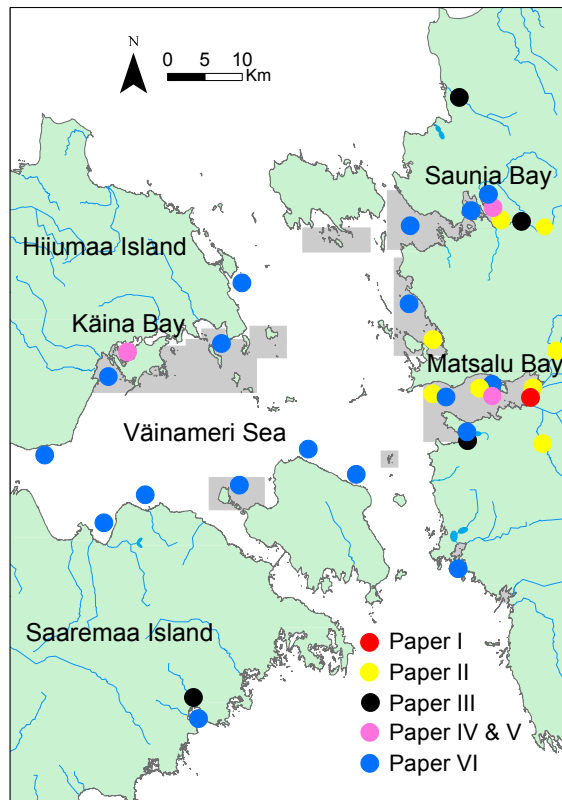 N
0 5 10
Km
Saunja Bay
Hiiumaa Island
Käina Bay
Matsalu Bay
Väinameri Sea
Saaremaa Island
Paper I
Paper II
Paper III
Paper IV & V
Paper VI